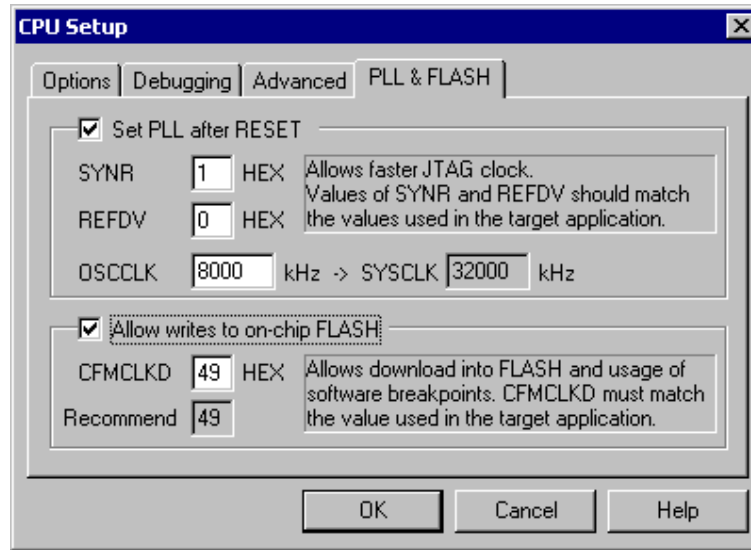 CPU Setup
Options Debugging Advanced PLL & FLASH
Set PLL after RESET
SYNR 1 HEX
REFDV 0 HEX
Allows faster JTAG clock.
Values of SYNR and REFDV should match
the values used in the target application.
OSCCLK 8000 kHz -> SYSCLK 32000 kHz
Allow writes to on-chip FLASH
CFMCLKD 49 HEX
Recommend 49
Allows download into FLASH and usage of
software breakpoints. CFMCLKD must match
the value used in the target application.
OK Cancel Help